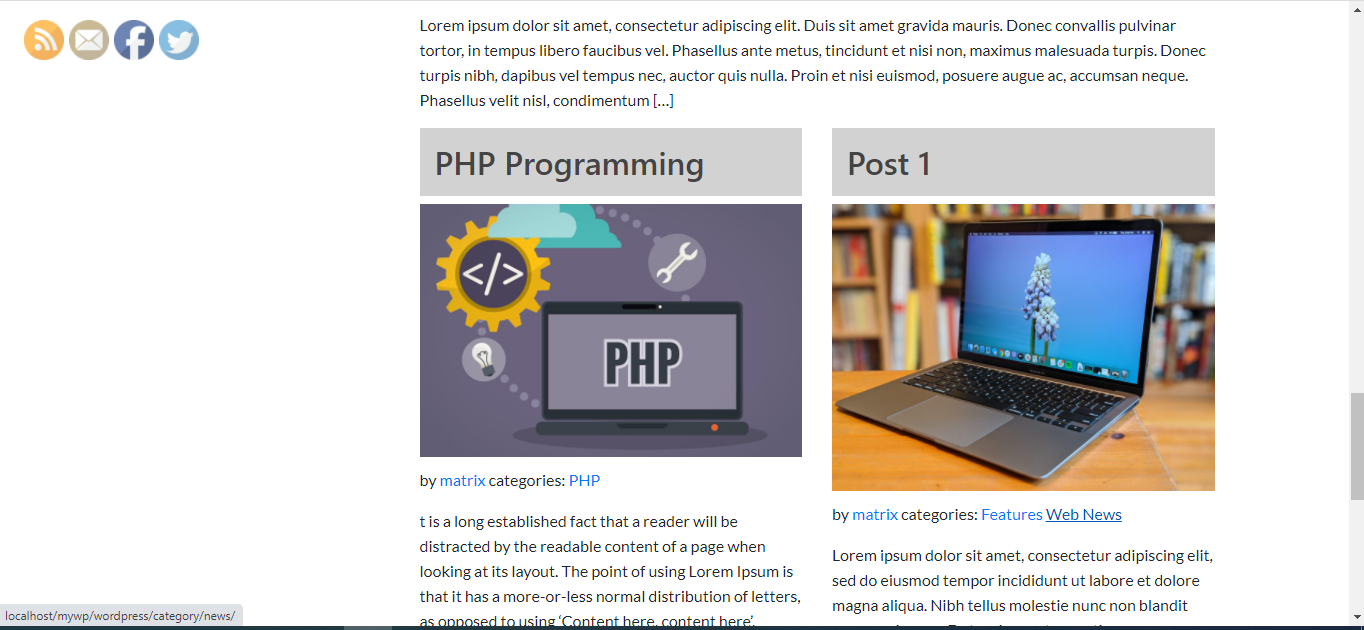 Lorem ipsum dolor sit amet, consectetur adipiscing elit. Duis sit amet gravida mauris. Donec convallis pulvinar
tortor, in tempus libero faucibus vel. Phasellus ante metus, tincidunt et nisi non, maximus malesuada turpis. Donec
turpis nibh, dapibus vel tempus nec, auctor quis nulla. Proin et nisi euismod, posuere augue ac, accumsan neque.
Phasellus velit nisl, condimentum […]
PHP Programming
</>
PHP
by matrix categories: PHP
t is a long established fact that a reader will be
distracted by the readable content of a page when
looking at its layout. The point of using Lorem Ipsum is
that it has a more-or-less normal distribution of letters,
as opposed to using ‘Content here, content here’,
Post 1
by matrix categories: Features Web News
Lorem ipsum dolor sit amet, consectetur adipiscing elit,
sed do eiusmod tempor incididunt ut labore et dolore
magna aliqua. Nibh tellus molestie nunc non blandit
localhost/mywp/wordpress/category/news/